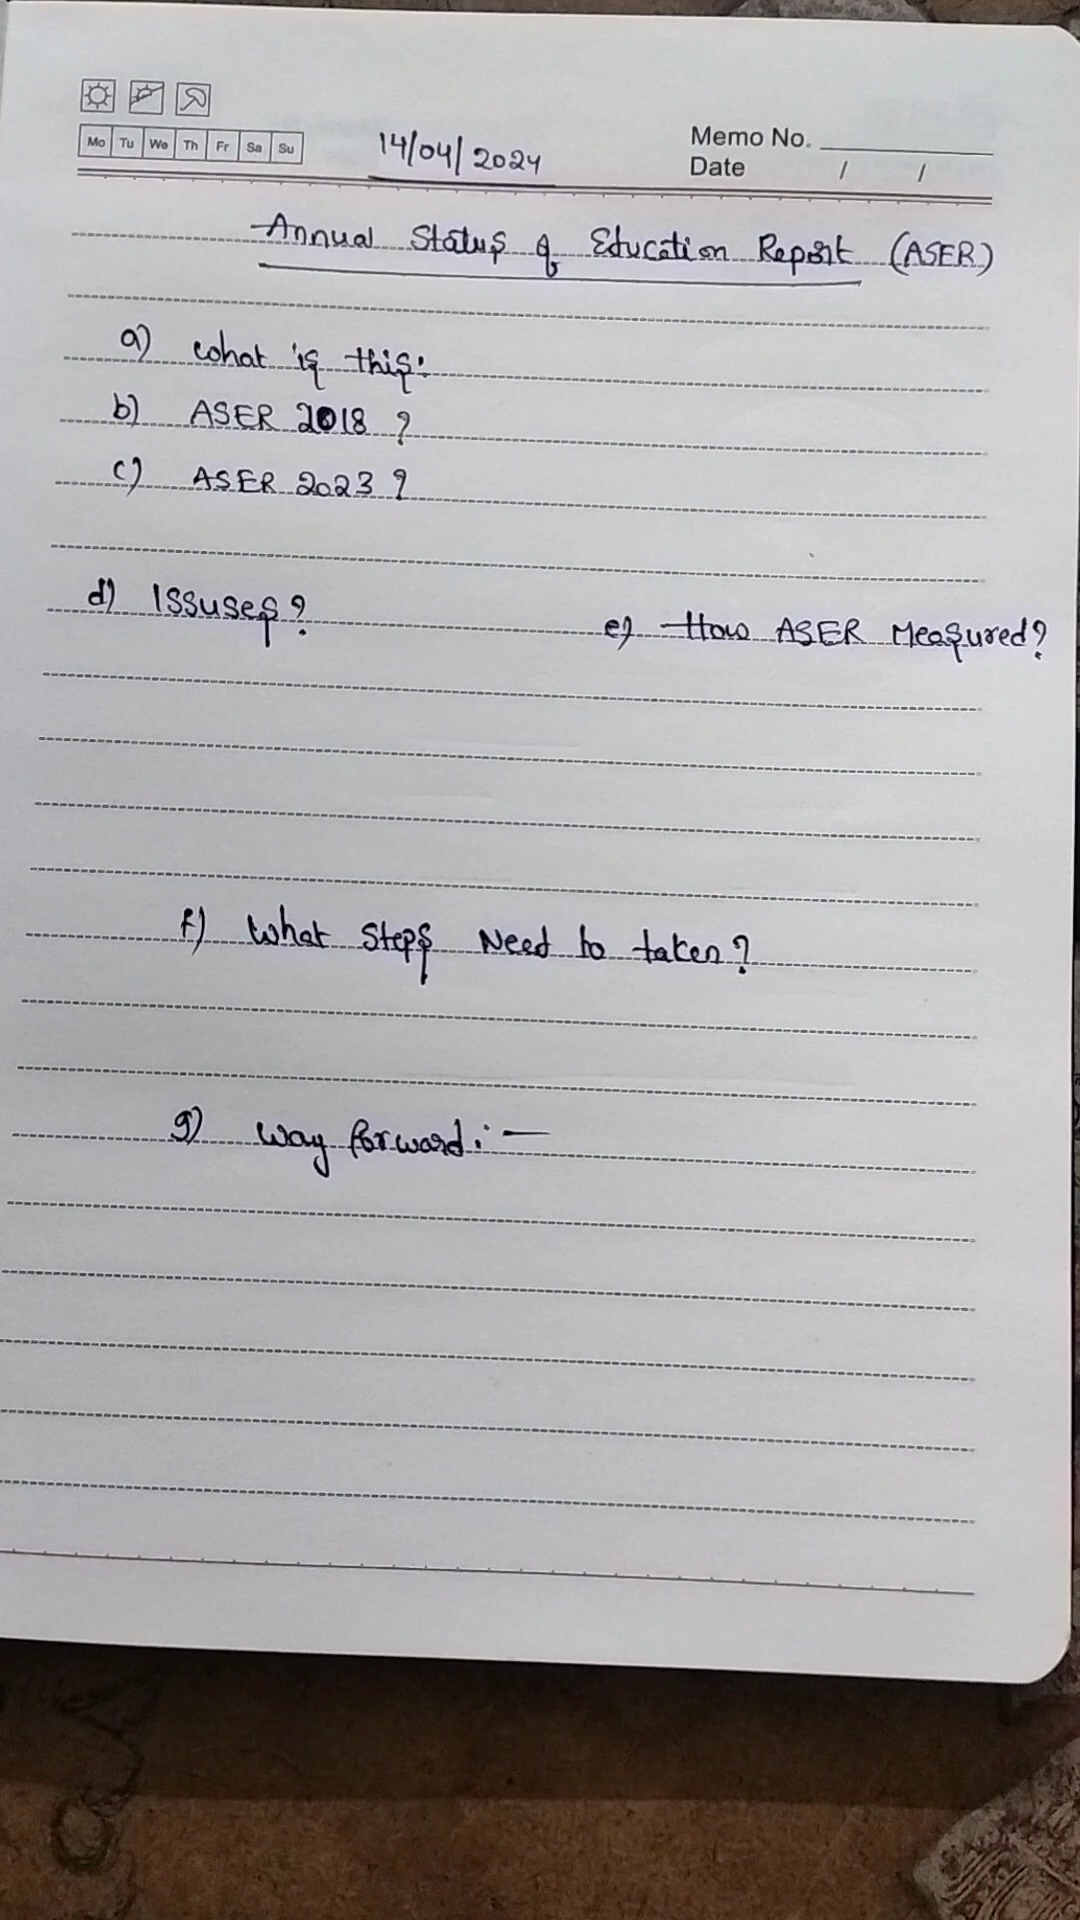 Mo Tu We Th Fr Sa Su
14/04/2024
Memo No.
Date / /
Annual Status of Education Report (ASER)
a) What is this:
b) ASER 2018 ?
c) ASER 2023 ?
d) Issuses ?
e) How ASER Measured?
f) What Steps Need to taken?
g) Way forward :-